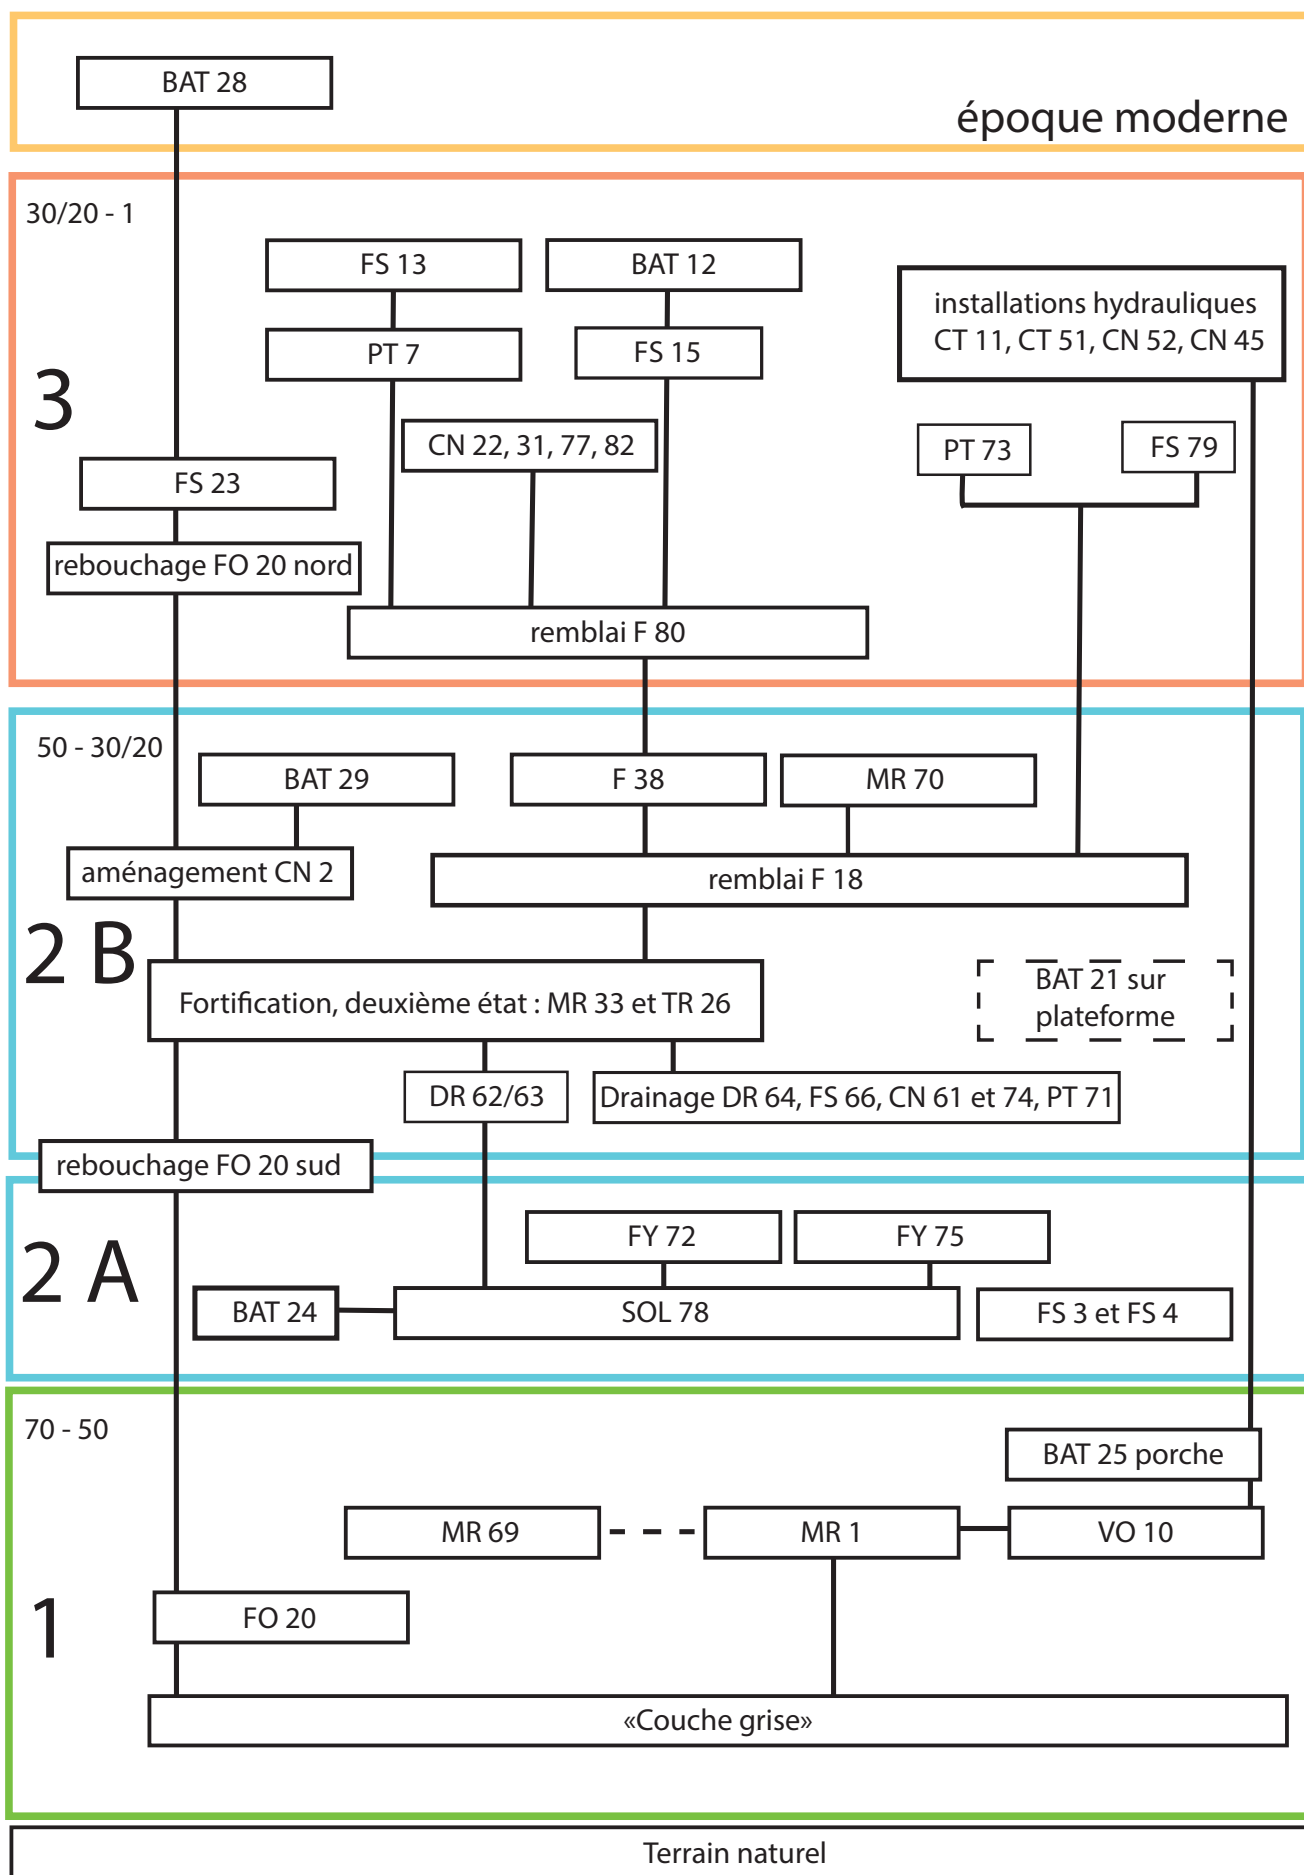 BAT 28
époque moderne
30/20 - 1
FS 13
BAT 12
installations hydrauliques
CT 11, CT 51, CN 52, CN 45
PT 7
FS 15
3
CN 22, 31, 77, 82
PT 73
FS 79
FS 23
rebouchage FO 20 nord
remblai F 80
50 - 30/20
BAT 29
F 38
MR 70
aménagement CN 2
remblai F 18
2 B
Fortification, deuxième état : MR 33 et TR 26
BAT 21 sur
plateforme
DR 62/63
Drainage DR 64, FS 66, CN 61 et 74, PT 71
rebouchage FO 20 sud
2 A
FY 72
FY 75
BAT 24
SOL 78
FS 3 et FS 4
70 - 50
BAT 25 porche
MR 69
MR 1
VO 10
1
FO 20
«Couche grise»
Terrain naturel